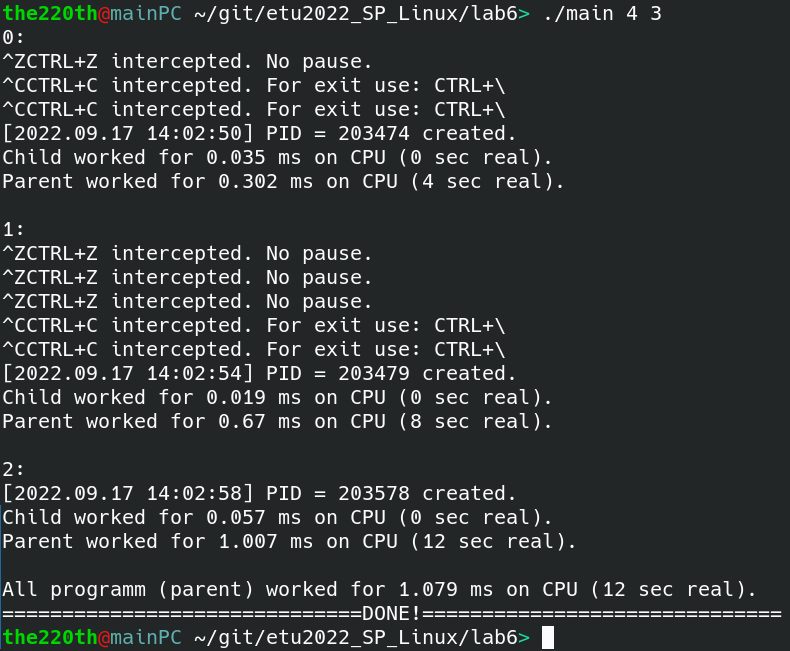 the220th@mainPC ~/git/etu2022_SP_Linux/lab6> ./main 4 3
0:
^ZCTRL+Z intercepted. No pause.
^CCTRL+C intercepted. For exit use: CTRL+\
^CCTRL+C intercepted. For exit use: CTRL+\
[2022.09.17 14:02:50] PID = 203474 created.
Child worked for 0.035 ms on CPU (0 sec real).
Parent worked for 0.302 ms on CPU (4 sec real).
1:
^ZCTRL+Z intercepted. No pause.
^ZCTRL+Z intercepted. No pause.
^ZCTRL+Z intercepted. No pause.
^CCTRL+C intercepted. For exit use: CTRL+\
^CCTRL+C intercepted. For exit use: CTRL+\
[2022.09.17 14:02:54] PID = 203479 created.
Child worked for 0.019 ms on CPU (0 sec real).
Parent worked for 0.67 ms on CPU (8 sec real).
2:
[2022.09.17 14:02:58] PID = 203578 created.
Child worked for 0.057 ms on CPU (0 sec real).
Parent worked for 1.007 ms on CPU (12 sec real).
All programm (parent) worked for 1.079 ms on CPU (12 sec real).
==============================DONE!==============================
the220th@mainPC ~/git/etu2022_SP_Linux/lab6>